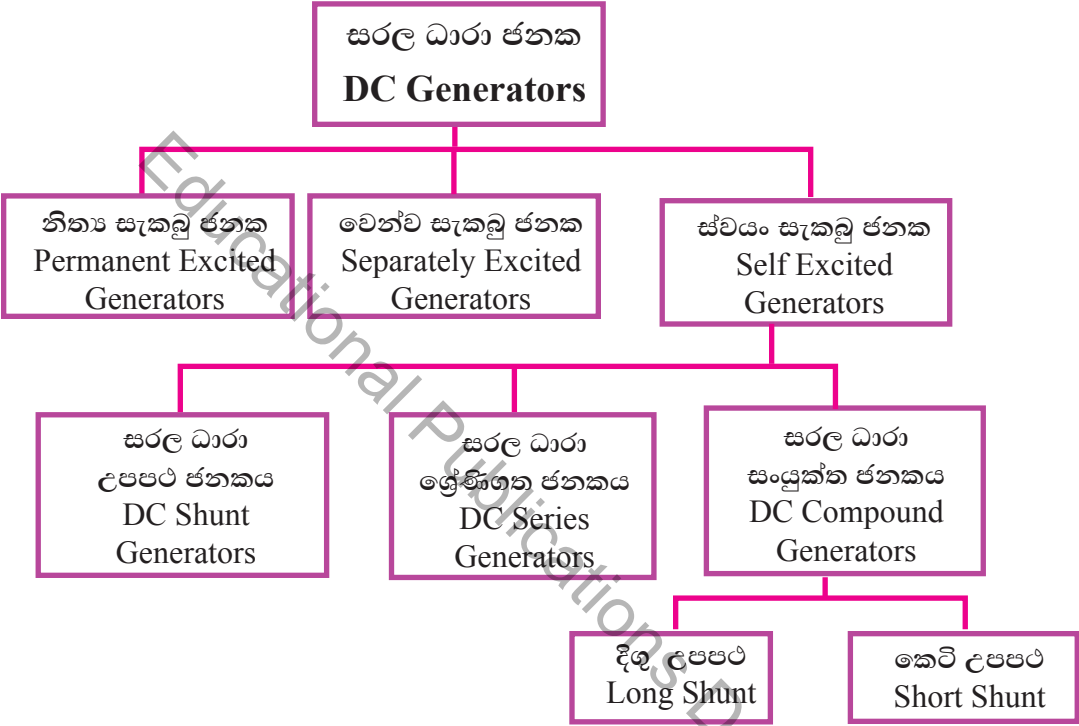 සරල ධාරා ජනක
DC Generators
නිත්‍ය සැකබු ජනක
Permanent Excited
Generators
වෙන්ව සැකබු ජනක
Separately Excited
Generators
ස්වයං සැකබු ජනක
Self Excited
Generators
සරල ධාරා
උපපථ ජනකය
DC Shunt
Generators
සරල ධාරා
ශ්‍රේණිගත ජනකය
DC Series
Generators
සරල ධාරා
සංයුක්ත ජනකය
DC Compound
Generators
දිගු උපපථ
Long Shunt
කෙටි උපපථ
Short Shunt
Educational Publications D